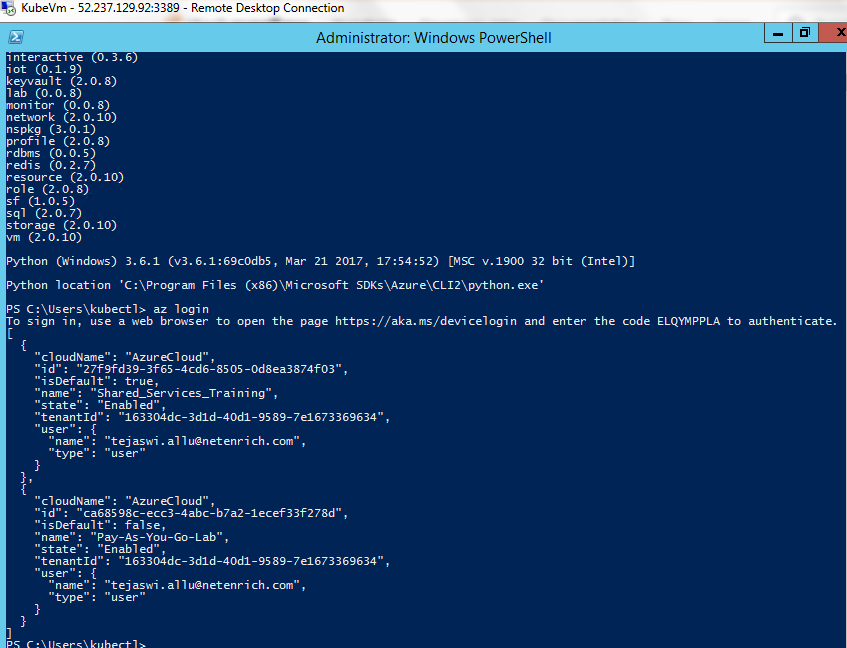 KubeVm - 52.237.129.92:3389 - Remote Desktop Connection
Administrator: Windows PowerShell
interactive (0.3.6)
iot (0.1.9)
keyvault (2.0.8)
lab (0.0.8)
monitor (0.0.8)
network (2.0.10)
nspkg (3.0.1)
profile (2.0.8)
rdbms (0.0.5)
redis (0.2.7)
resource (2.0.10)
role (2.0.8)
sf (1.0.5)
sql (2.0.7)
storage (2.0.10)
vm (2.0.10)
Python (Windows) 3.6.1 (v3.6.1:69c0db5, Mar 21 2017, 17:54:52) [MSC v.1900 32 bit (Intel)]
Python location 'C:\Program Files (x86)\Microsoft SDKs\Azure\CLI2\python.exe'
PS C:\Users\kubectl> az login
To sign in, use a web browser to open the page https://aka.ms/devicelogin and enter the code ELQYMPPLA to authenticate.
[
  {
    "cloudName": "AzureCloud",
    "id": "27f9fd39-3f65-4cd6-8505-0d8ea3874f03",
    "isDefault": true,
    "name": "Shared_Services_Training",
    "state": "Enabled",
    "tenantId": "163304dc-3d1d-40d1-9589-7e1673369634",
    "user": {
      "name": "tejaswi.allu@netenrich.com",
      "type": "user"
    }
  },
  {
    "cloudName": "AzureCloud",
    "id": "ca68598c-ecc3-4abc-b7a2-1ecef33f278d",
    "isDefault": false,
    "name": "Pay-As-You-Go-Lab",
    "state": "Enabled",
    "tenantId": "163304dc-3d1d-40d1-9589-7e1673369634",
    "user": {
      "name": "tejaswi.allu@netenrich.com",
      "type": "user"
    }
  }
]
PS C:\Users\kubectl>